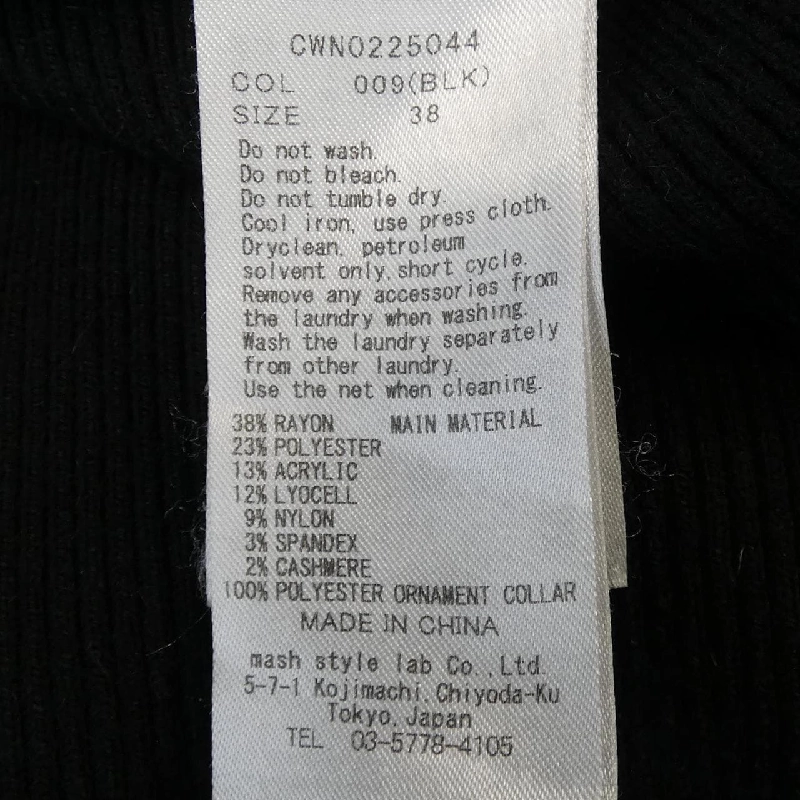 CWN0225044
COL 009(BLK)
SIZE 38
Do not wash.
Do not bleach.
Do not tumble dry.
Cool iron, use press cloth.
Dryclean, petroleum
solvent only, short cycle.
Remove any accessories from
the laundry when washing.
Wash the laundry separately
from other laundry.
Use the net when cleaning.
38% RAYON MAIN MATERIAL
23% POLYESTER
13% ACRYLIC
12% LYOCELL
9% NYLON
3% SPANDEX
2% CASHMERE
100% POLYESTER ORNAMENT COLLAR
MADE IN CHINA
mash style lab Co.,Ltd.
5-7-1 Kojimachi,Chiyoda-Ku
Tokyo,Japan
TEL 03-5778-4105